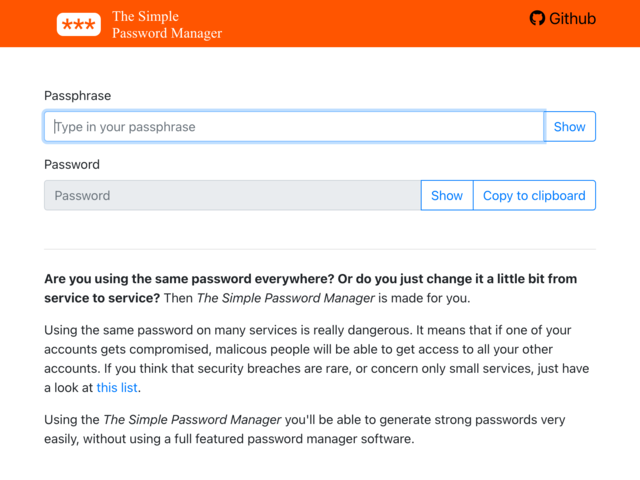 ***
The Simple
Password Manager
Github
Passphrase
Type in your passphrase
Show
Password
Password
Show
Copy to clipboard
Are you using the same password everywhere? Or do you just change it a little bit from
service to service? Then The Simple Password Manager is made for you.
Using the same password on many services is really dangerous. It means that if one of your
accounts gets compromised, malicous people will be able to get access to all your other
accounts. If you think that security breaches are rare, or concern only small services, just have
a look at this list.
Using the The Simple Password Manager you'll be able to generate strong passwords very
easily, without using a full featured password manager software.